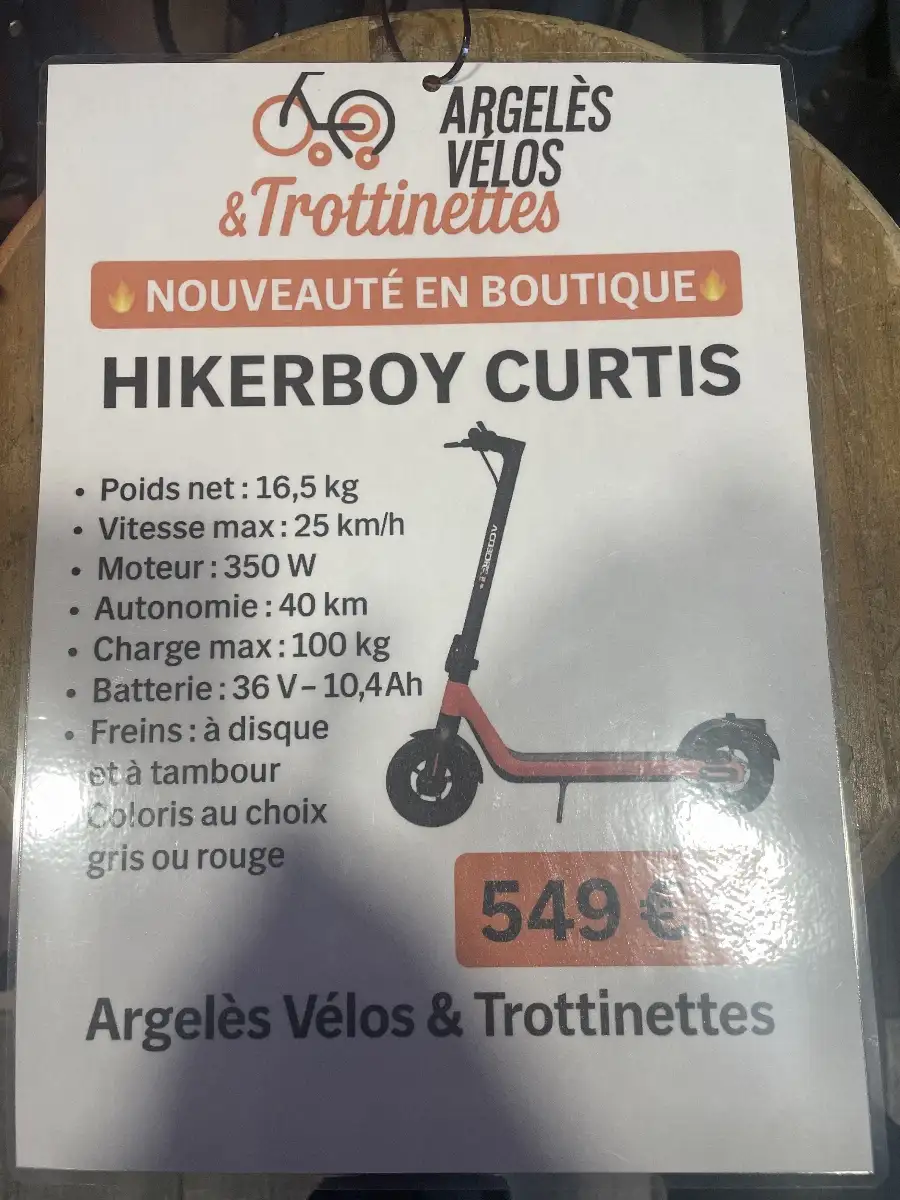 ARGELÈS
VÉLOS
& Trottinettes
NOUVEAUTÉ EN BOUTIQUE
HIKERBOY CURTIS
• Poids net : 16,5 kg
• Vitesse max : 25 km/h
• Moteur : 350 W
• Autonomie : 40 km
• Charge max : 100 kg
• Batterie : 36 V – 10,4 Ah
• Freins : à disque
et à tambour
Coloris au choix
gris ou rouge
549 €
Argelès Vélos & Trottinettes